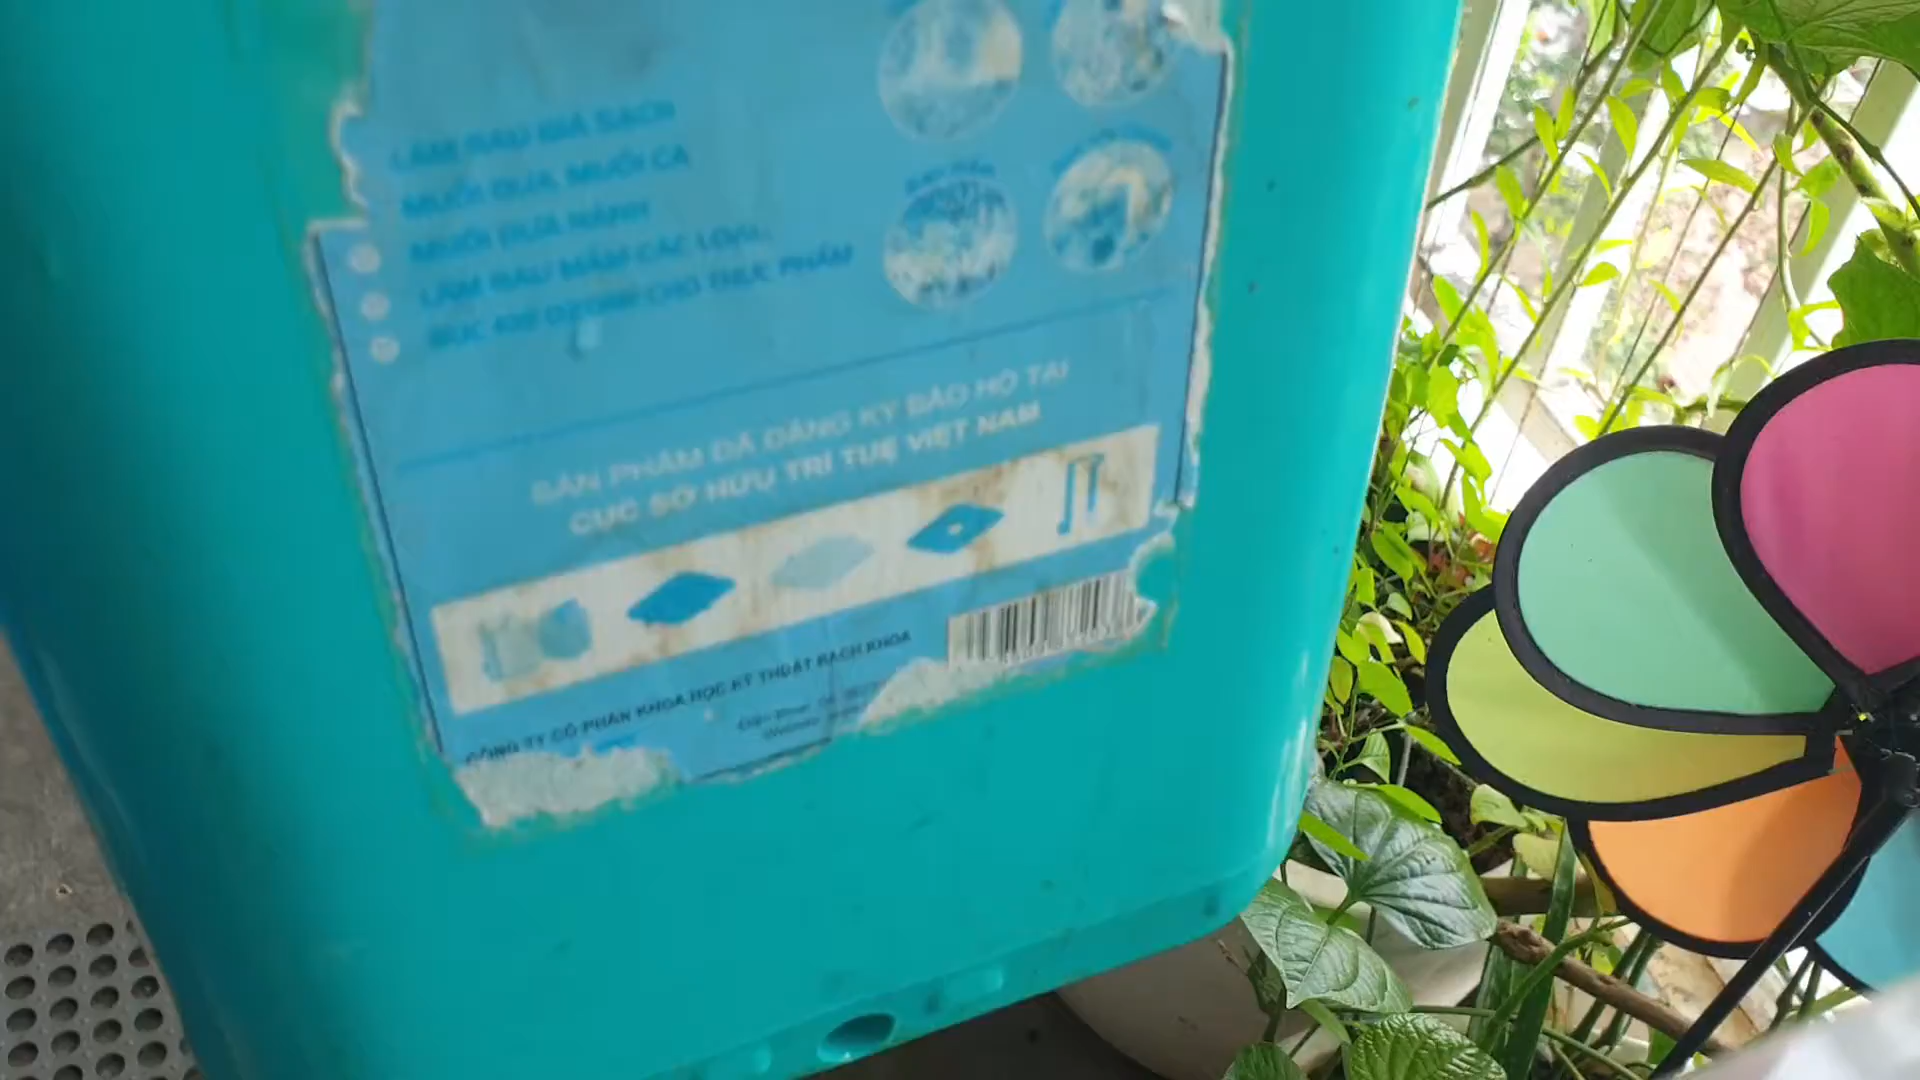 LÀM RAU GIÁ SẠCH
MUỐI DƯA, MUỐI CÀ
MUỐI DƯA HÀNH
LÀM RAU MẦM CÁC LOẠI
SỤC KHÍ OZONE CHO THỰC PHẨM
SẢN PHẨM ĐÃ ĐĂNG KÝ BẢO HỘ TẠI
CỤC SỞ HỮU TRÍ TUỆ VIỆT NAM
CÔNG TY CỔ PHẦN KHOA HỌC KỸ THUẬT BÁCH KHOA